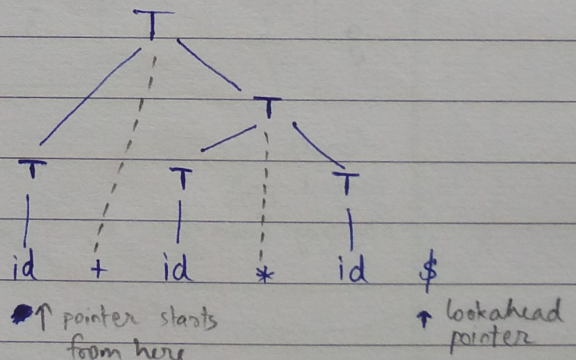 T
T
T T T
id + id * id $
↑ pointer starts
from here
↑ lookahead
pointer